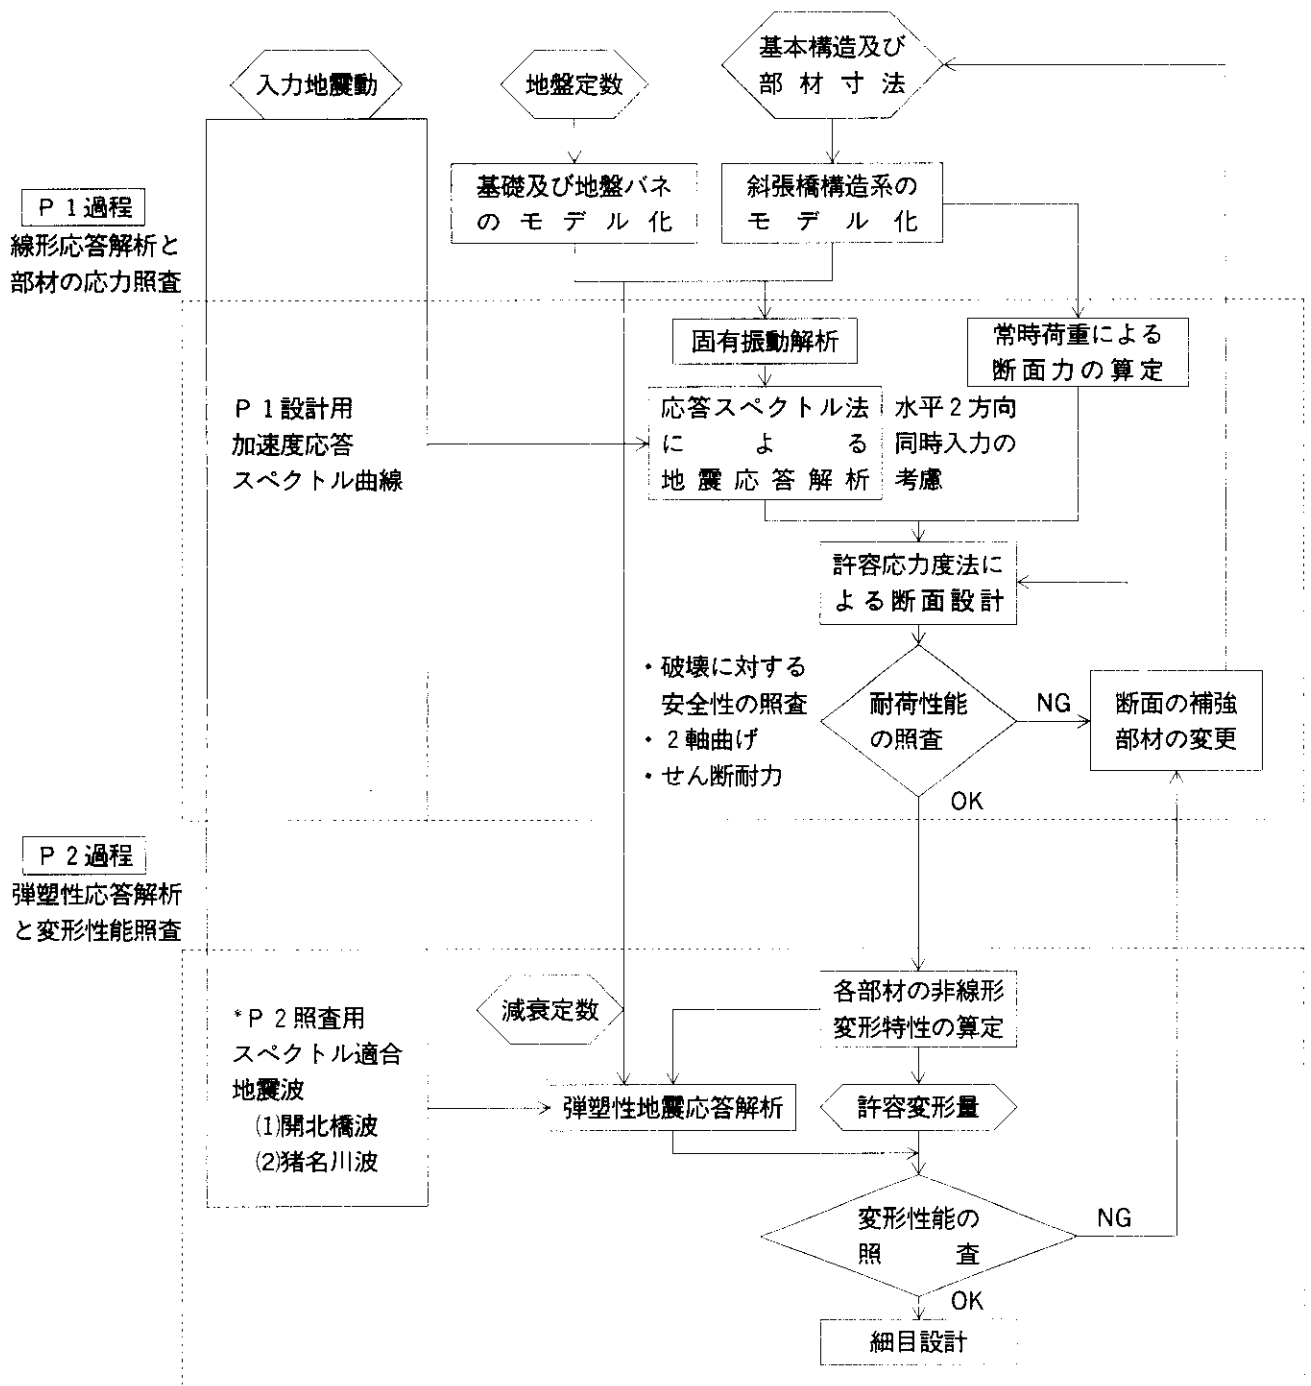 基本構造及び
部材寸法
入力地震動
地盤定数
基礎及び地盤バネ
のモデル化
斜張橋構造系の
モデル化
P1過程
線形応答解析と
部材の応力照査
固有振動解析
常時荷重による
断面力の算定
P1設計用
加速度応答
スペクトル曲線
応答スペクトル法
による
地震応答解析
水平2方向
同時入力の
考慮
許容応力度法に
よる断面設計
・破壊に対する
安全性の照査
・2軸曲げ
・せん断耐力
耐荷性能
の照査
NG
断面の補強
部材の変更
OK
P2過程
弾塑性応答解析
と変形性能照査
減衰定数
各部材の非線形
変形特性の算定
*P2照査用
スペクトル適合
地震波
(1)開北橋波
(2)猪名川波
弾塑性地震応答解析
許容変形量
変形性能の
照査
NG
OK
細目設計